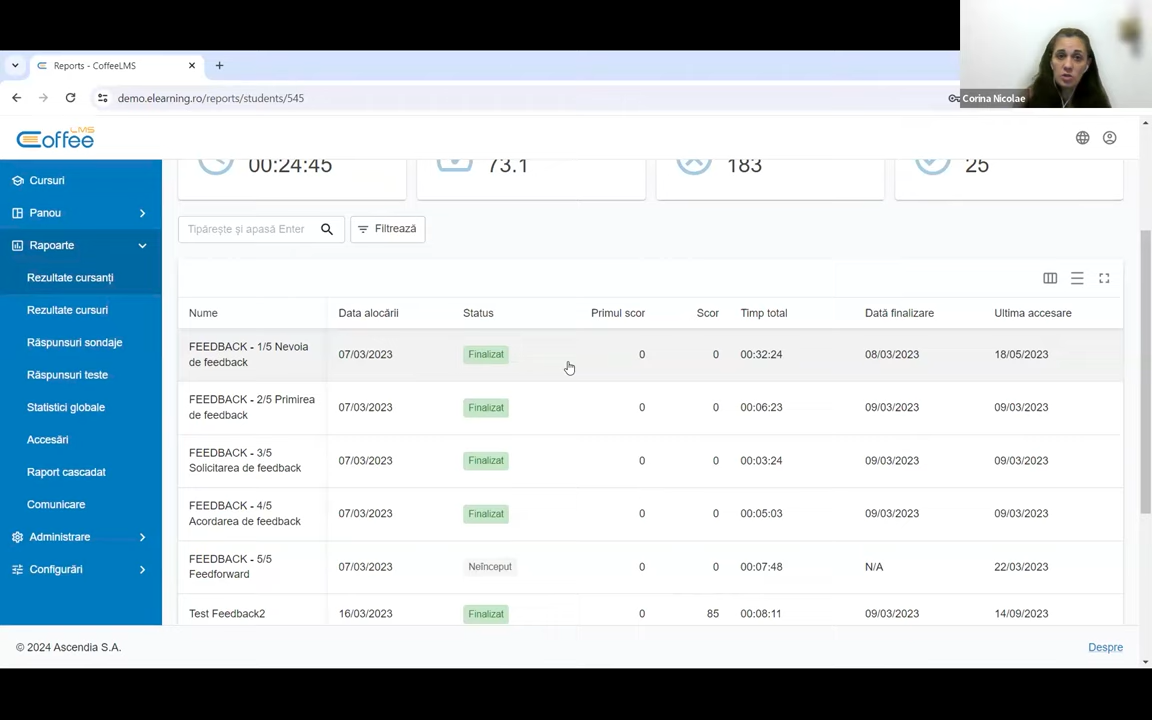 Reports - CoffeeLMS
demo.elearning.ro/reports/students/545
Corina Nicolae
Coffee LMS
Cursuri
Panou
Rapoarte
Rezultate cursanți
Rezultate cursuri
Răspunsuri sondaje
Răspunsuri teste
Statistici globale
Accesări
Raport cascadat
Comunicare
Administrare
Configurări
00:24:45 73.1 183 25
Tipărește și apasă Enter Filtrează
Nume Data alocării Status Primul scor Scor Timp total Dată finalizare Ultima accesare
FEEDBACK - 1/5 Nevoia
de feedback 07/03/2023 Finalizat 0 0 00:32:24 08/03/2023 18/05/2023
FEEDBACK - 2/5 Primirea
de feedback 07/03/2023 Finalizat 0 0 00:06:23 09/03/2023 09/03/2023
FEEDBACK - 3/5
Solicitarea de feedback 07/03/2023 Finalizat 0 0 00:03:24 09/03/2023 09/03/2023
FEEDBACK - 4/5
Acordarea de feedback 07/03/2023 Finalizat 0 0 00:05:03 09/03/2023 09/03/2023
FEEDBACK - 5/5
Feedforward 07/03/2023 Neînceput 0 0 00:07:48 N/A 22/03/2023
Test Feedback2 16/03/2023 Finalizat 0 85 00:08:11 09/03/2023 14/09/2023
© 2024 Ascendia S.A. Despre